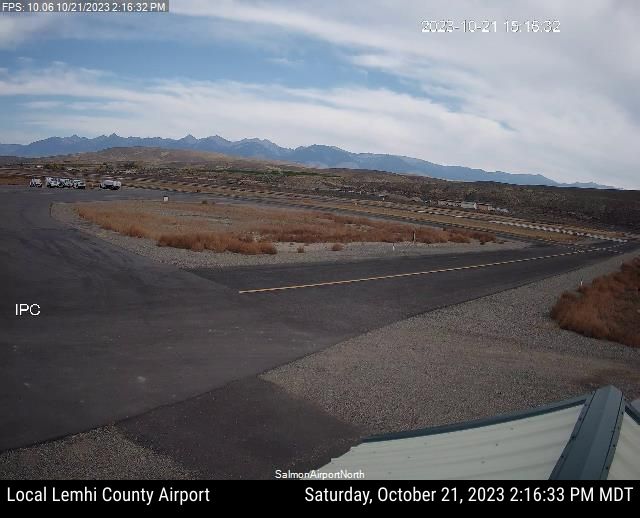 FPS: 10.06 10/21/2023 2:16:32 PM
2023-10-21 15:15:32
IPC
SalmonAirportNorth
Local Lemhi County Airport
Saturday, October 21, 2023 2:16:33 PM MDT